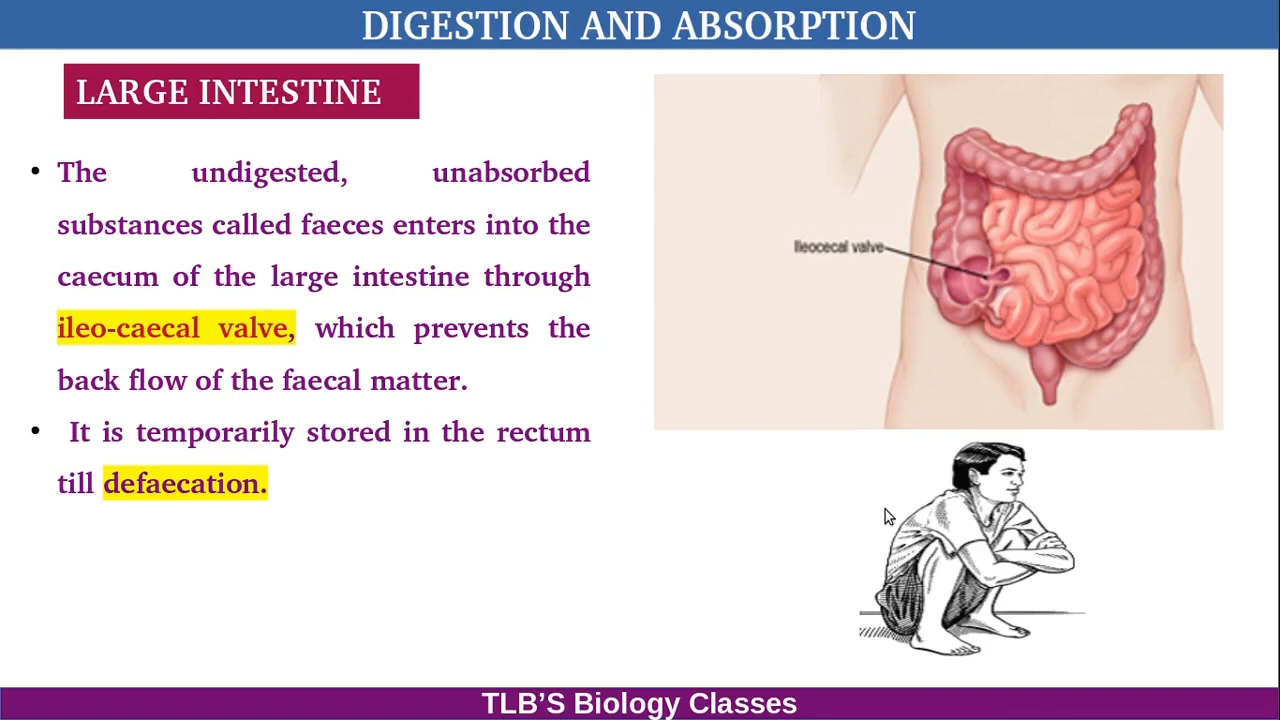 DIGESTION AND ABSORPTION
LARGE INTESTINE
• The undigested, unabsorbed
substances called faeces enters into the
caecum of the large intestine through
ileo-caecal valve, which prevents the
back flow of the faecal matter.
• It is temporarily stored in the rectum
till defaecation.
Ileocecal valve
TLB’S Biology Classes